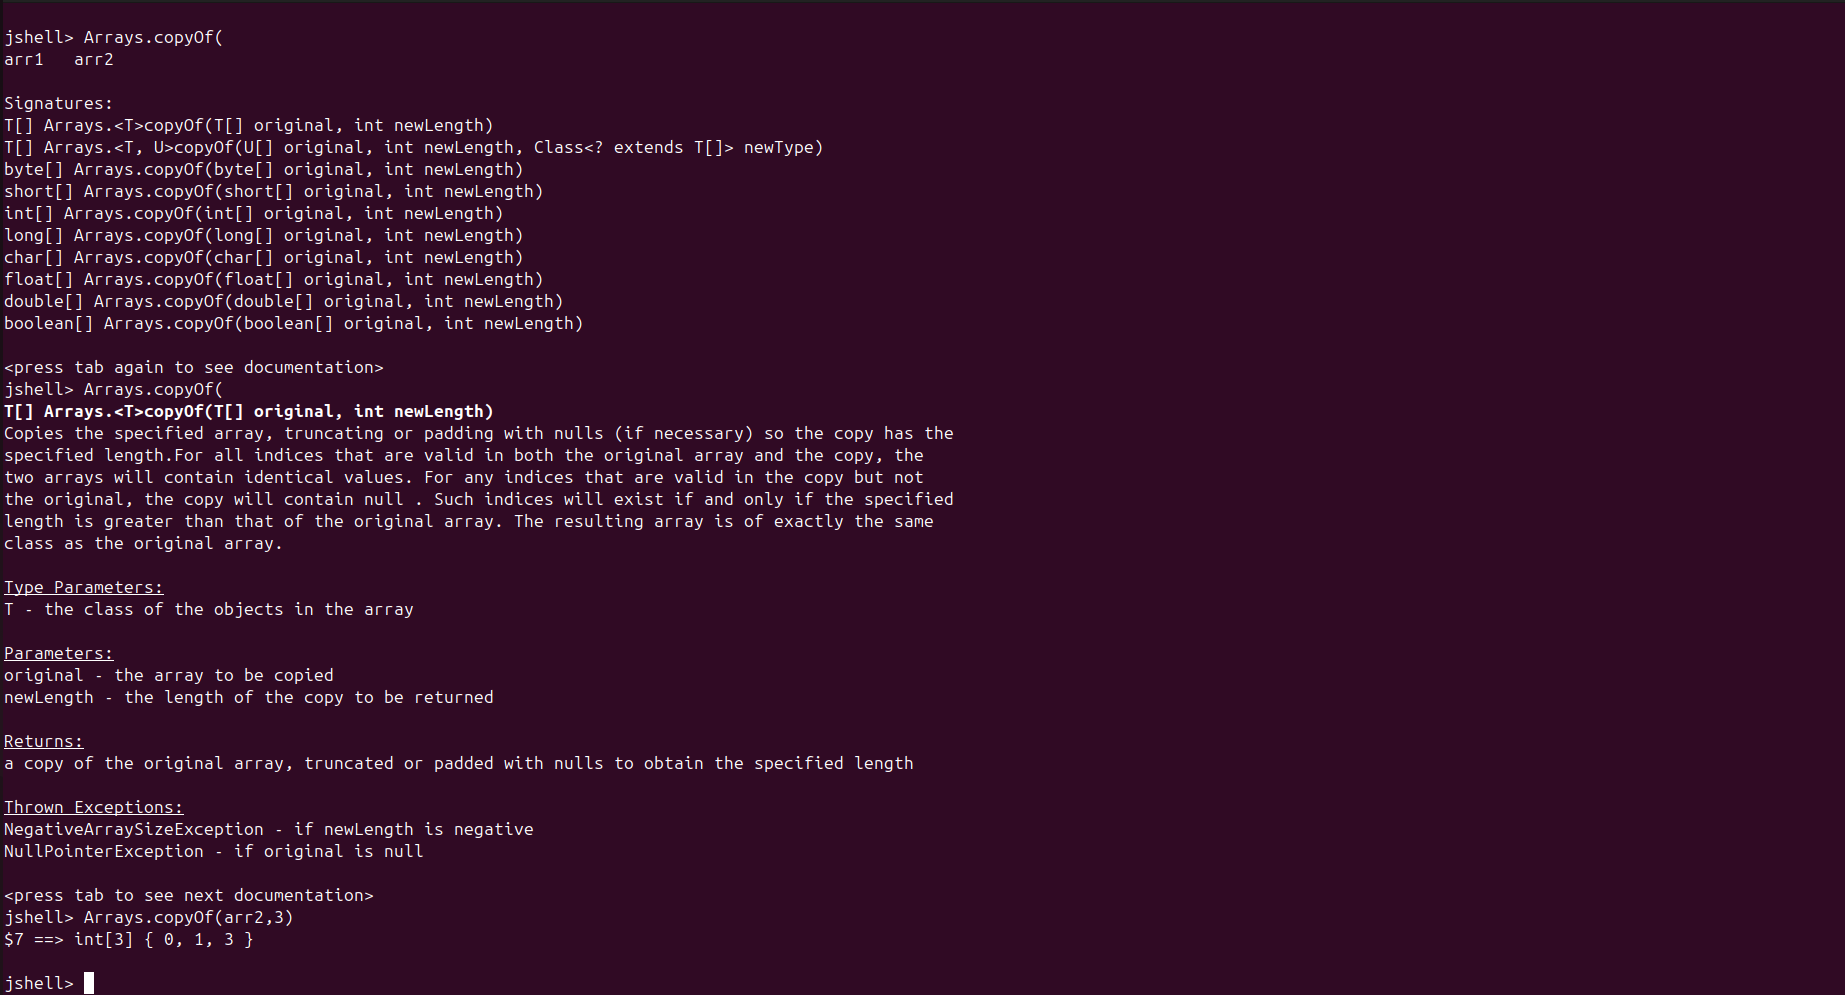 jshell> Arrays.copyOf(
arr1   arr2
Signatures:
T[] Arrays.<T>copyOf(T[] original, int newLength)
T[] Arrays.<T, U>copyOf(U[] original, int newLength, Class<? extends T[]> newType)
byte[] Arrays.copyOf(byte[] original, int newLength)
short[] Arrays.copyOf(short[] original, int newLength)
int[] Arrays.copyOf(int[] original, int newLength)
long[] Arrays.copyOf(long[] original, int newLength)
char[] Arrays.copyOf(char[] original, int newLength)
float[] Arrays.copyOf(float[] original, int newLength)
double[] Arrays.copyOf(double[] original, int newLength)
boolean[] Arrays.copyOf(boolean[] original, int newLength)
<press tab again to see documentation>
jshell> Arrays.copyOf(
T[] Arrays.<T>copyOf(T[] original, int newLength)
Copies the specified array, truncating or padding with nulls (if necessary) so the copy has the
specified length.For all indices that are valid in both the original array and the copy, the
two arrays will contain identical values. For any indices that are valid in the copy but not
the original, the copy will contain null . Such indices will exist if and only if the specified
length is greater than that of the original array. The resulting array is of exactly the same
class as the original array.
Type Parameters:
T - the class of the objects in the array
Parameters:
original - the array to be copied
newLength - the length of the copy to be returned
Returns:
a copy of the original array, truncated or padded with nulls to obtain the specified length
Thrown Exceptions:
NegativeArraySizeException - if newLength is negative
NullPointerException - if original is null
<press tab to see next documentation>
jshell> Arrays.copyOf(arr2,3)
$7 ==> int[3] { 0, 1, 3 }
jshell>